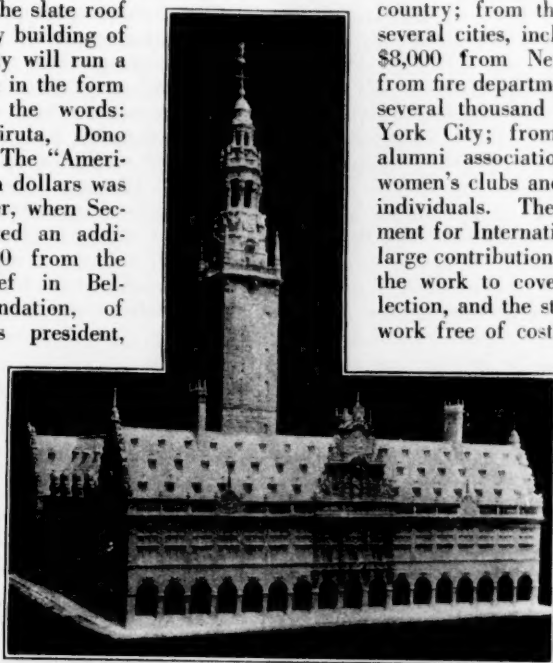 he slate roof
y building of
y will run a
in the form
the words:
iruta, Dono
The "Ameri-
n dollars was
er, when Sec-
ed an addi-
0 from the
ef in Bel-
ndation, of
s president,
country; from th
several cities, incl
$8,000 from Ne
from fire departm
several thousand
York City; from
alumni associatio
women's clubs and
individuals. The
ment for Internati
large contribution
the work to cove
lection, and the st
work free of cost